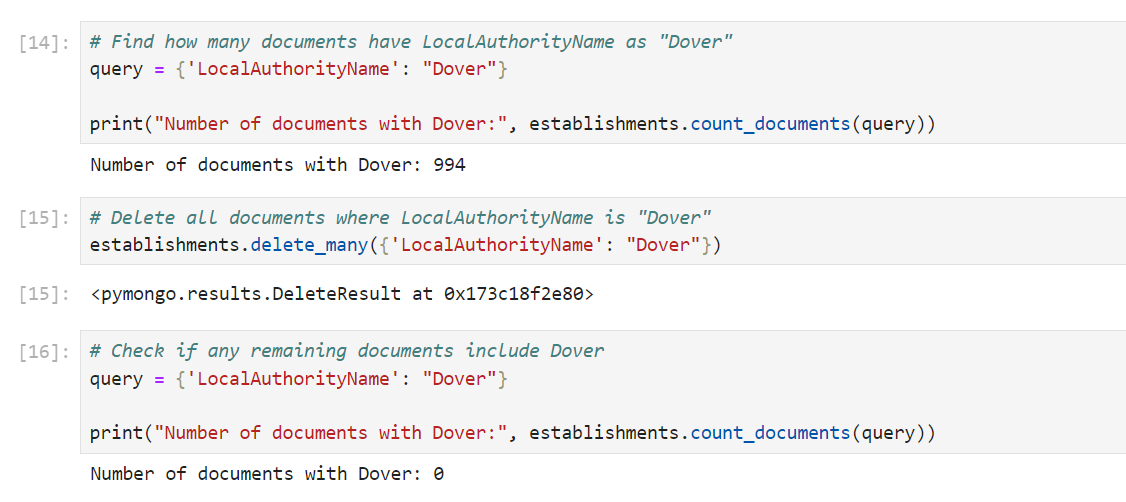 [14]: # Find how many documents have LocalAuthorityName as "Dover"
query = {'LocalAuthorityName': "Dover"}
print("Number of documents with Dover:", establishments.count_documents(query))
Number of documents with Dover: 994
[15]: # Delete all documents where LocalAuthorityName is "Dover"
establishments.delete_many({'LocalAuthorityName': "Dover"})
[15]: <pymongo.results.DeleteResult at 0x173c18f2e80>
[16]: # Check if any remaining documents include Dover
query = {'LocalAuthorityName': "Dover"}
print("Number of documents with Dover:", establishments.count_documents(query))
Number of documents with Dover: 0